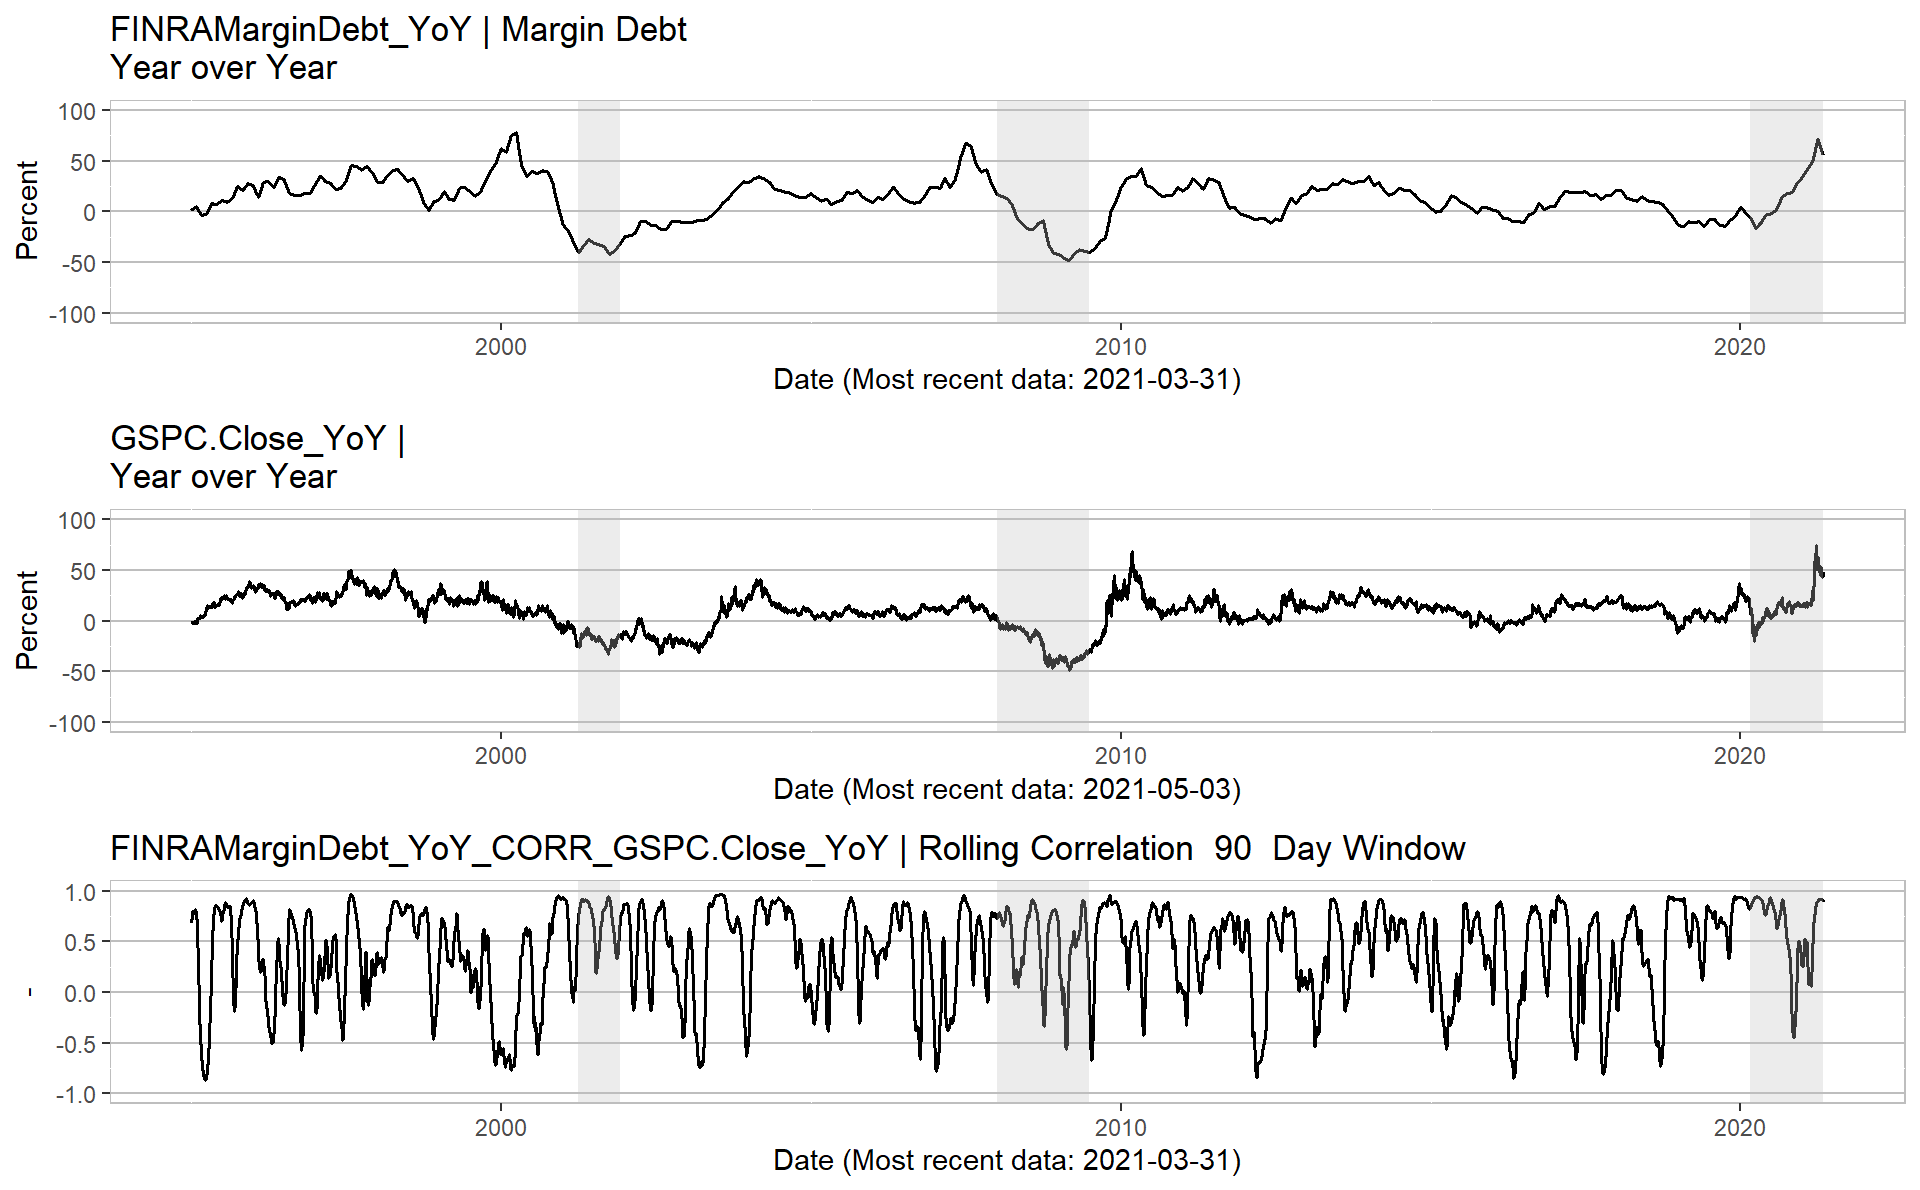 FINRAMarginDebt_YoY | Margin Debt
Year over Year
100
50
0
-50
-100
Percent
2000
2010
2020
Date (Most recent data: 2021-03-31)
GSPC.Close_YoY |
Year over Year
100
50
0
-50
-100
Percent
2000
2010
2020
Date (Most recent data: 2021-05-03)
FINRAMarginDebt_YoY_CORR_GSPC.Close_YoY | Rolling Correlation  90  Day Window
1.0
0.5
0.0
-0.5
-1.0
-
2000
2010
2020
Date (Most recent data: 2021-03-31)